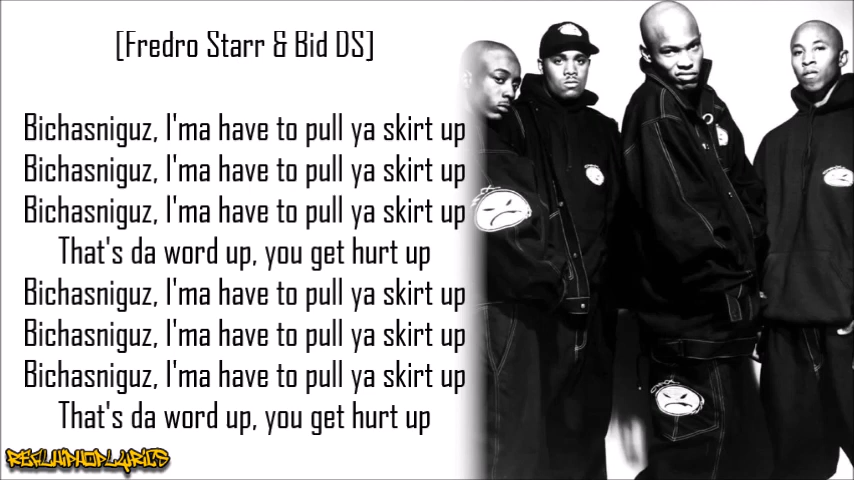 [Fredro Starr & Bid DS]
Bichasniguz, I'ma have to pull ya skirt up
Bichasniguz, I'ma have to pull ya skirt up
Bichasniguz, I'ma have to pull ya skirt up
That's da word up, you get hurt up
Bichasniguz, I'ma have to pull ya skirt up
Bichasniguz, I'ma have to pull ya skirt up
Bichasniguz, I'ma have to pull ya skirt up
That's da word up, you get hurt up
REALHIPHOPLYRICS